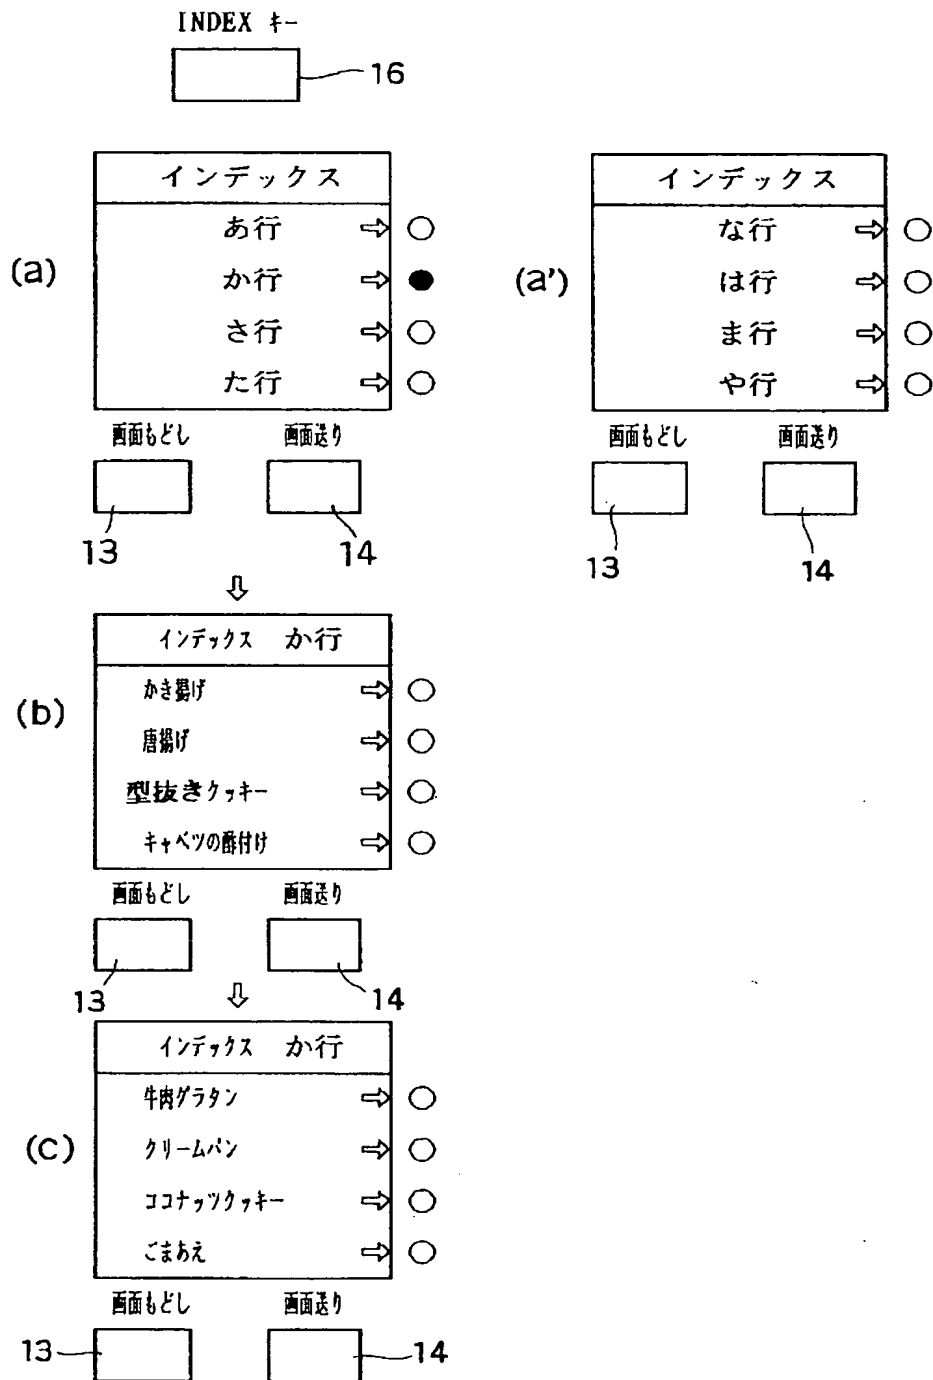 INDEX キー
16
(a)
インデックス
あ行
か行
さ行
た行
画面もどし 画面送り
13 14
(a')
インデックス
な行
は行
ま行
や行
画面もどし 画面送り
13 14
(b)
インデックス か行
かき揚げ
唐揚げ
型抜きクッキー
キャベツの酢付け
画面もどし 画面送り
13 14
(c)
インデックス か行
牛肉グラタン
クリームパン
ココナッツクッキー
ごまあえ
画面もどし 画面送り
13 14